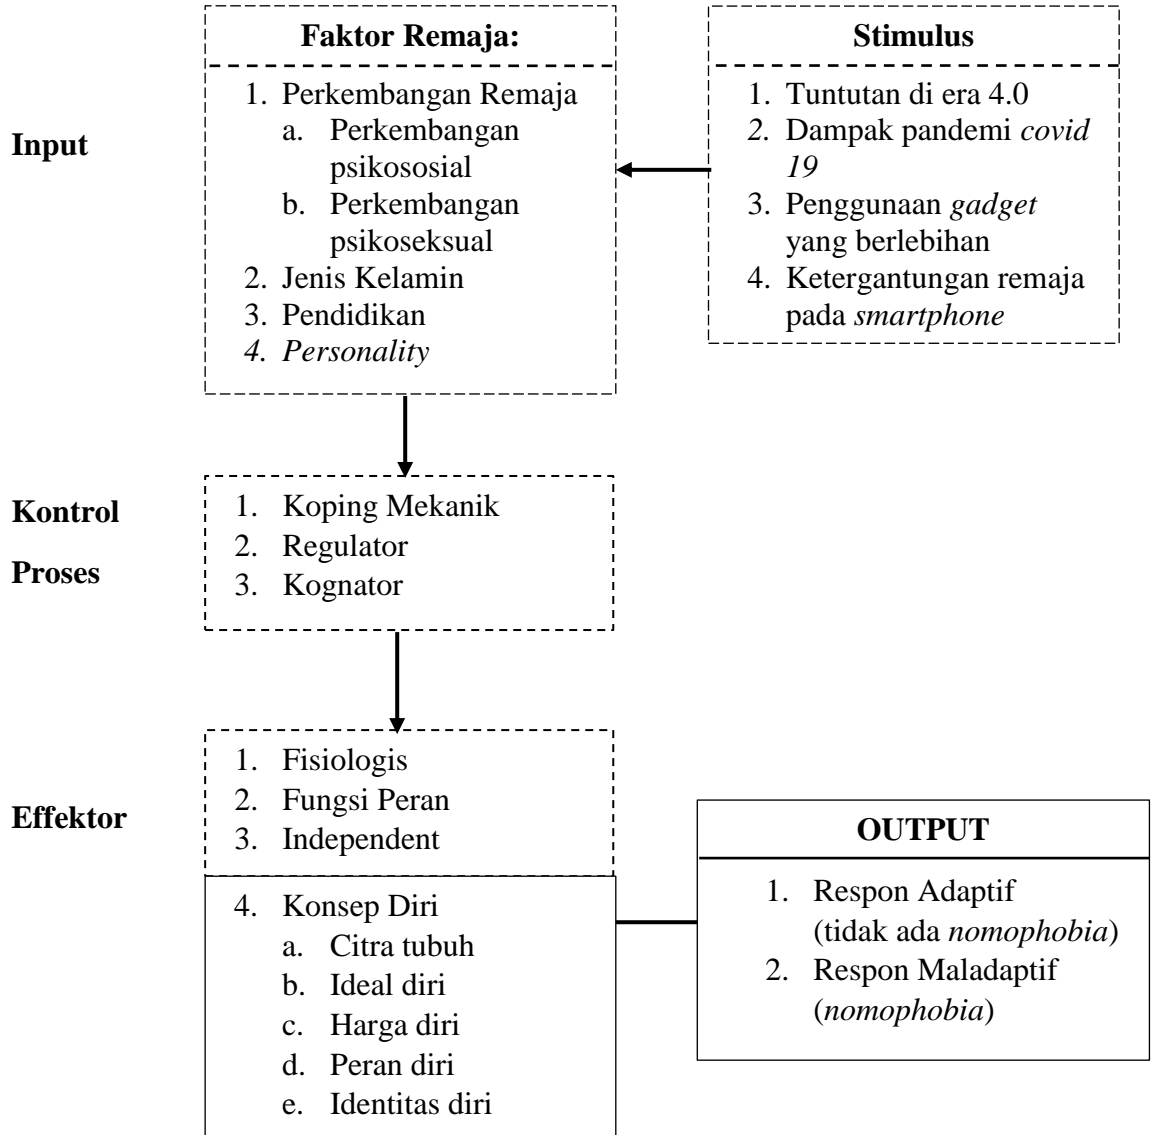 Input
Faktor Remaja:
1. Perkembangan Remaja
a. Perkembangan
psikososial
b. Perkembangan
psikoseksual
2. Jenis Kelamin
3. Pendidikan
4. Personality
Stimulus
1. Tuntutan di era 4.0
2. Dampak pandemi covid
19
3. Penggunaan gadget
yang berlebihan
4. Ketergantungan remaja
pada smartphone
Kontrol
Proses
1. Koping Mekanik
2. Regulator
3. Kognator
Effektor
1. Fisiologis
2. Fungsi Peran
3. Independent
4. Konsep Diri
a. Citra tubuh
b. Ideal diri
c. Harga diri
d. Peran diri
e. Identitas diri
OUTPUT
1. Respon Adaptif
(tidak ada nomophobia)
2. Respon Maladaptif
(nomophobia)